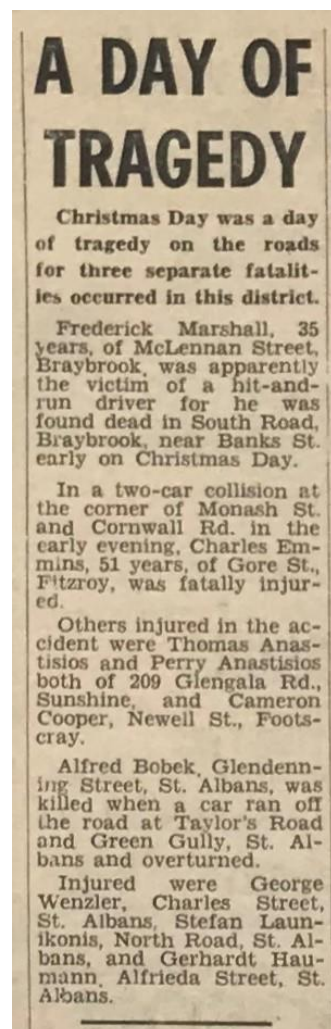 A DAY OF
TRAGEDY
Christmas Day was a day
of tragedy on the roads
for three separate fatalit-
ies occurred in this district.
Frederick Marshall, 35
years, of McLennan Street,
Braybrook, was apparently
the victim of a hit-and-
run driver for he was
found dead in South Road,
Braybrook, near Banks St.
early on Christmas Day.
In a two-car collision at
the corner of Monash St.
and Cornwall Rd. in the
early evening, Charles Em-
mins, 51 years, of Gore St.,
Fitzroy, was fatally injur-
ed.
Others injured in the ac-
cident were Thomas Anas-
tisios and Perry Anastisios
both of 209 Glengala Rd.,
Sunshine, and Cameron
Cooper, Newell St., Foots-
cray.
Alfred Bobek, Glendenn-
ing Street, St. Albans, was
killed when a car ran off
the road at Taylor's Road
and Green Gully, St. Al-
bans and overturned.
Injured were George
Wenzler, Charles Street,
St. Albans, Stefan Laun-
ikonis, North Road, St. Al-
bans, and Gerhardt Hau-
mann, Alfrieda Street, St.
Albans.